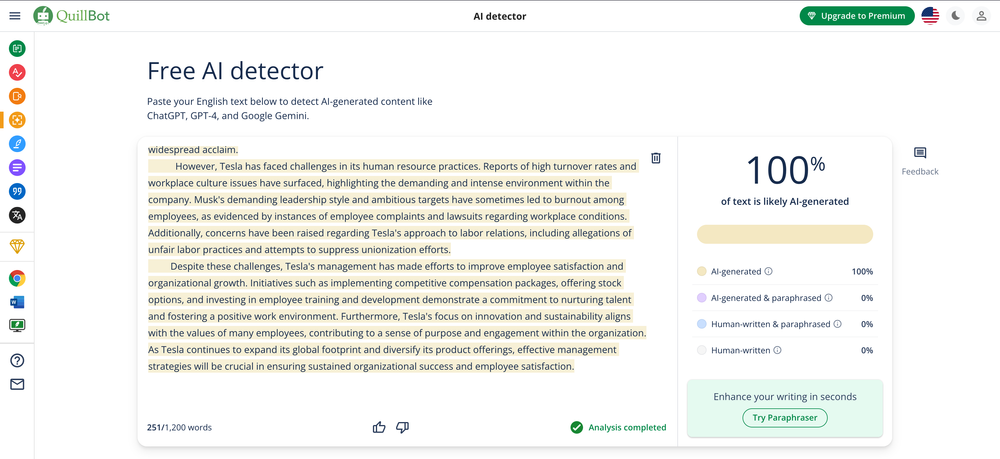 QuillBot
AI detector
Upgrade to Premium
Free AI detector
Paste your English text below to detect AI-generated content like
ChatGPT, GPT-4, and Google Gemini.
widespread acclaim.
However, Tesla has faced challenges in its human resource practices. Reports of high turnover rates and
workplace culture issues have surfaced, highlighting the demanding and intense environment within the
company. Musk's demanding leadership style and ambitious targets have sometimes led to burnout among
employees, as evidenced by instances of employee complaints and lawsuits regarding workplace conditions.
Additionally, concerns have been raised regarding Tesla's approach to labor relations, including allegations of
unfair labor practices and attempts to suppress unionization efforts.
Despite these challenges, Tesla's management has made efforts to improve employee satisfaction and
organizational growth. Initiatives such as implementing competitive compensation packages, offering stock
options, and investing in employee training and development demonstrate a commitment to nurturing talent
and fostering a positive work environment. Furthermore, Tesla's focus on innovation and sustainability aligns
with the values of many employees, contributing to a sense of purpose and engagement within the organization.
As Tesla continues to expand its global footprint and diversify its product offerings, effective management
strategies will be crucial in ensuring sustained organizational success and employee satisfaction.
251/1,200 words
Analysis completed
100%
of text is likely AI-generated
AI-generated 100%
AI-generated & paraphrased 0%
Human-written & paraphrased 0%
Human-written 0%
Enhance your writing in seconds
Try Paraphraser
Feedback